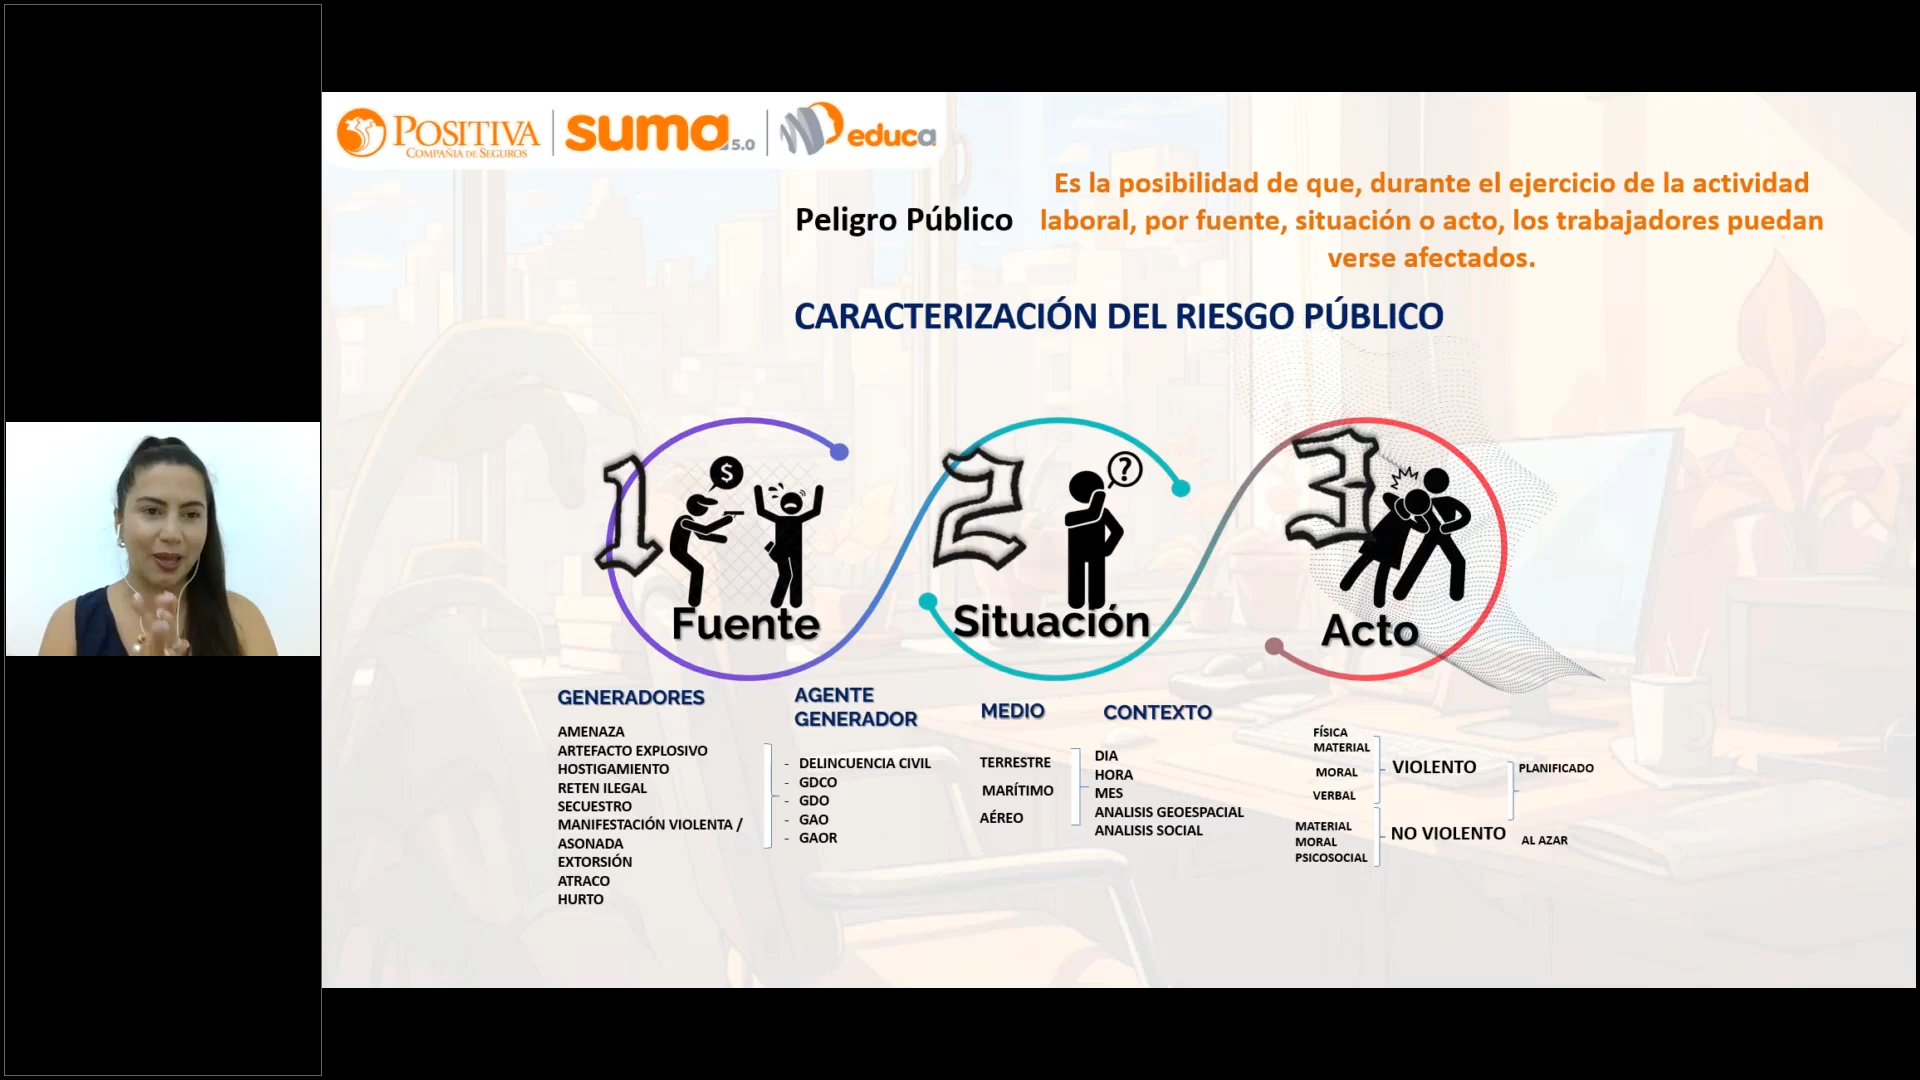 POSITIVA
COMPAÑIA DE SEGUROS
suma 5.0
educa
Peligro Público
Es la posibilidad de que, durante el ejercicio de la actividad
laboral, por fuente, situación o acto, los trabajadores puedan
verse afectados.
CARACTERIZACIÓN DEL RIESGO PÚBLICO
1
$
Fuente
2
?
Situación
3
Acto
GENERADORES
AMENAZA
ARTEFACTO EXPLOSIVO
HOSTIGAMIENTO
RETEN ILEGAL
SECUESTRO
MANIFESTACIÓN VIOLENTA /
ASONADA
EXTORSIÓN
ATRACO
HURTO
AGENTE
GENERADOR
- DELINCUENCIA CIVIL
- GDCO
- GDO
- GAO
- GAOR
MEDIO
TERRESTRE
MARÍTIMO
AÉREO
CONTEXTO
DIA
HORA
MES
ANALISIS GEOESPACIAL
ANALISIS SOCIAL
FÍSICA
MATERIAL
MORAL
VERBAL
VIOLENTO
MATERIAL
MORAL
PSICOSOCIAL
NO VIOLENTO
PLANIFICADO
AL AZAR